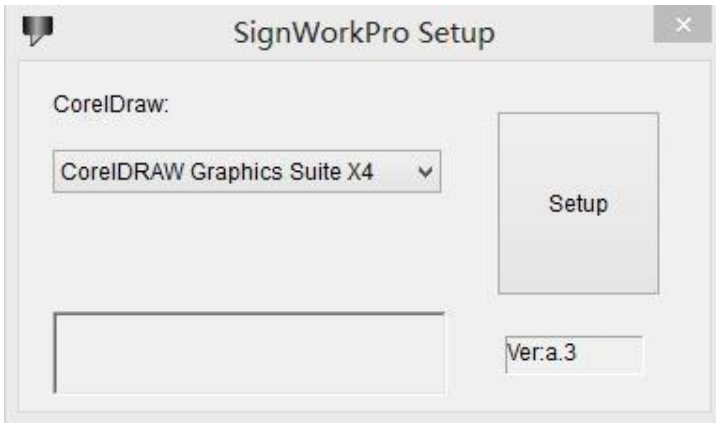 SignWorkPro Setup
CorelDraw:
CorelDRAW Graphics Suite X4
Setup
Ver:a.3